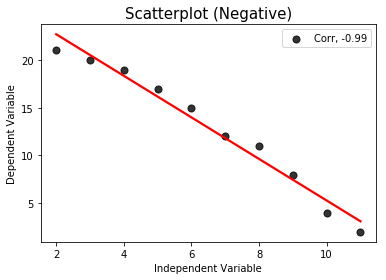 Scatterplot (Negative)
Corr, -0.99
Dependent Variable
20
15
10
5
2
4
6
8
10
Independent Variable